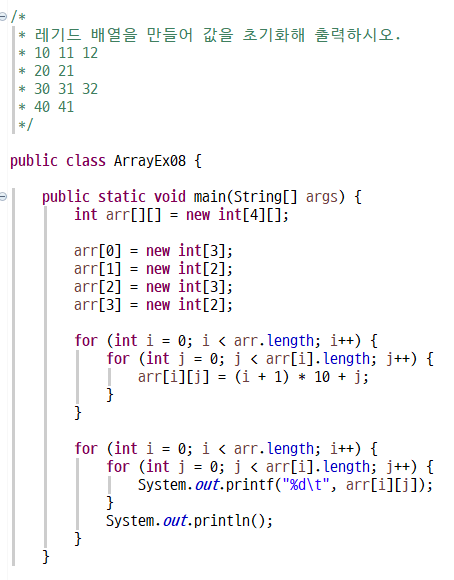 /*
 * 레기드 배열을 만들어 값을 초기화해 출력하시오.
 * 10 11 12
 * 20 21
 * 30 31 32
 * 40 41
 */

public class ArrayEx08 {

    public static void main(String[] args) {
        int arr[][] = new int[4][];

        arr[0] = new int[3];
        arr[1] = new int[2];
        arr[2] = new int[3];
        arr[3] = new int[2];

        for (int i = 0; i < arr.length; i++) {
            for (int j = 0; j < arr[i].length; j++) {
                arr[i][j] = (i + 1) * 10 + j;
            }
        }

        for (int i = 0; i < arr.length; i++) {
            for (int j = 0; j < arr[i].length; j++) {
                System.out.printf("%d\t", arr[i][j]);
            }
            System.out.println();
        }
    }